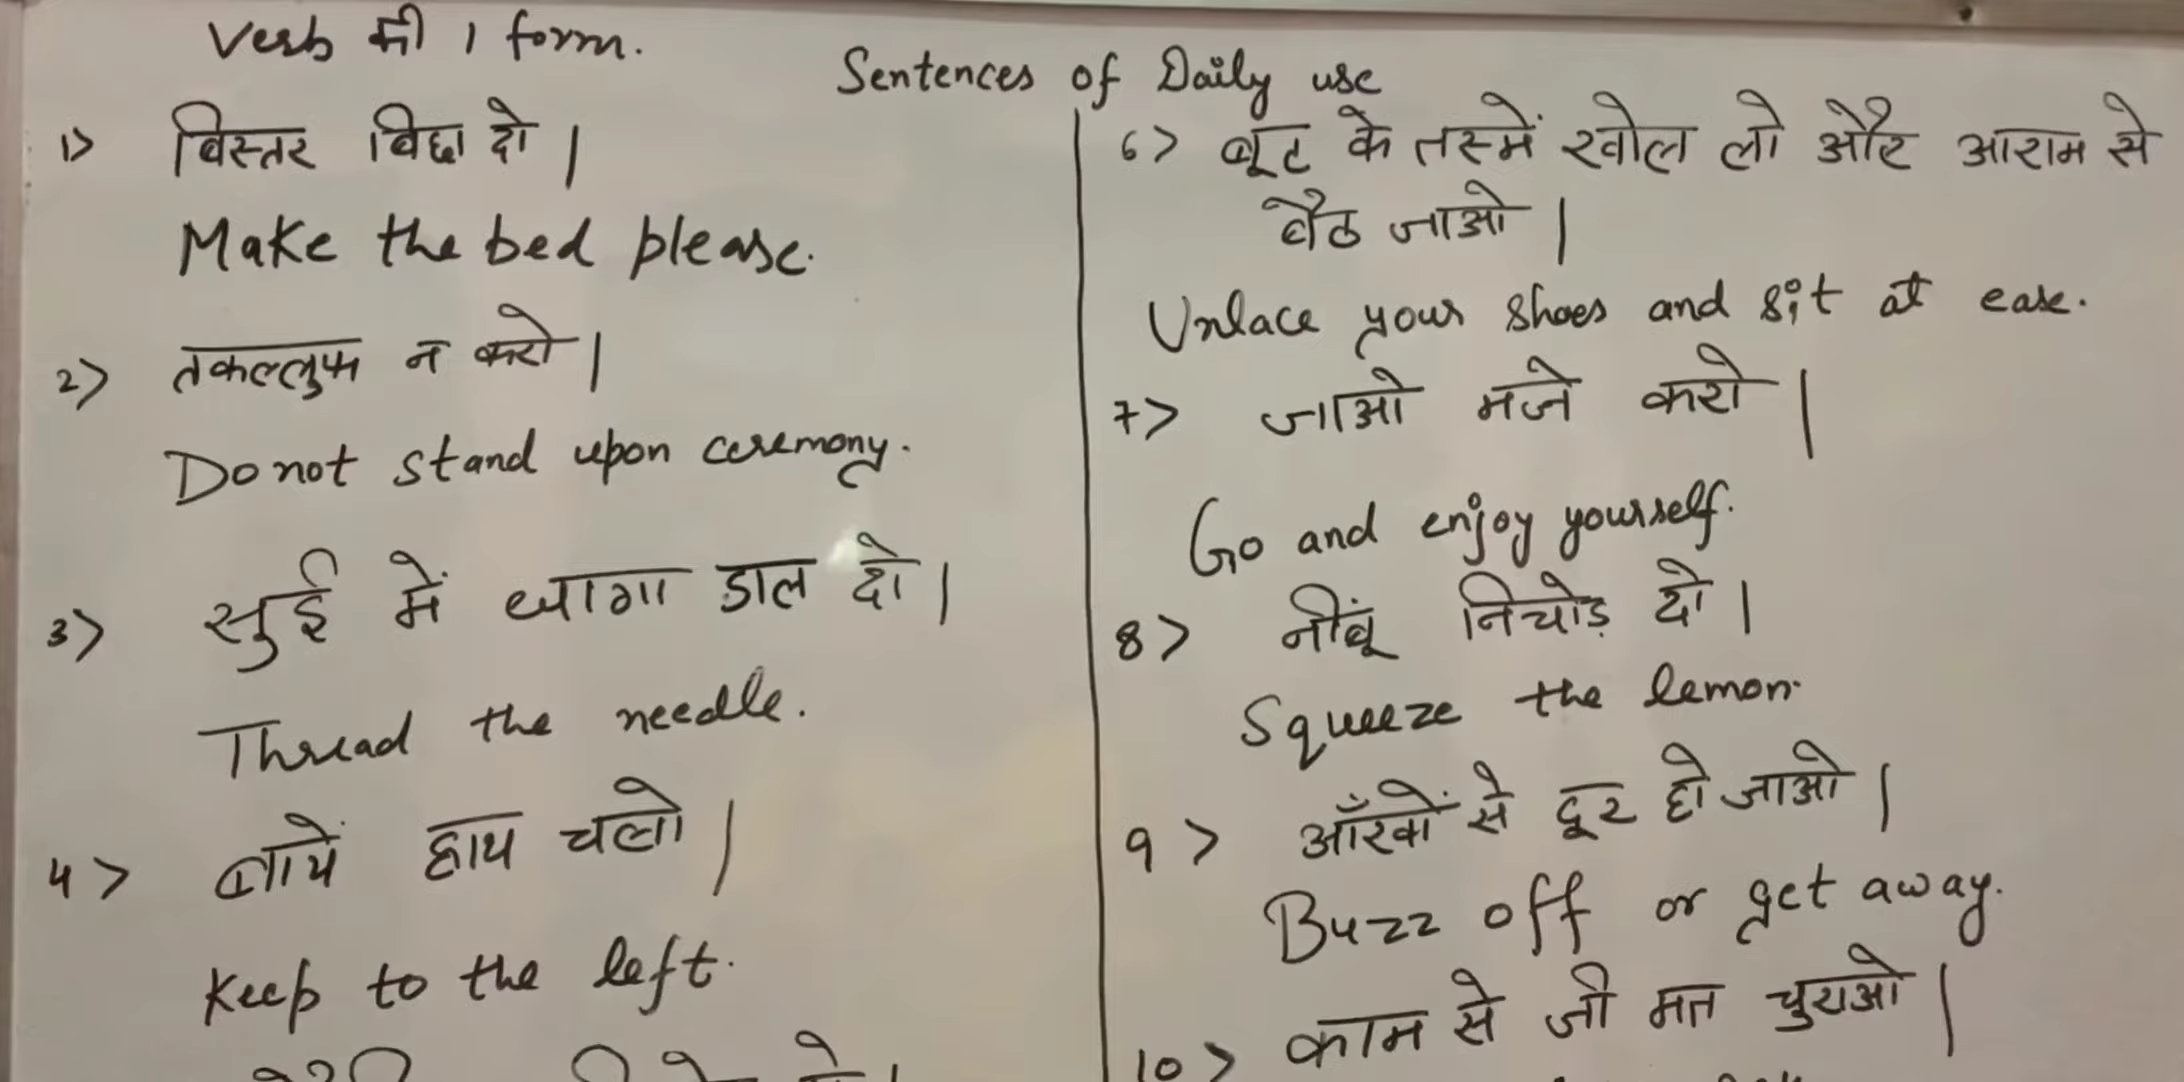 Verb की 1 form.
Sentences of Daily use
1> बिस्तर बिछा दो।
Make the bed please.
2> तकल्लुफ न करो।
Do not stand upon ceremony.
3> सुई में धागा डाल दो।
Thread the needle.
4> बायें हाथ चलो।
Keep to the left.
6> बूट के तस्में खोल लो और आराम से
बैठ जाओ।
Unlace your shoes and sit at ease.
7> जाओ मजे करो।
Go and enjoy yourself.
8> नींबू निचोड़ दो।
Squeeze the lemon.
9> आँखों से दूर हो जाओ।
Buzz off or get away.
10> काम से जी मत चुराओ।